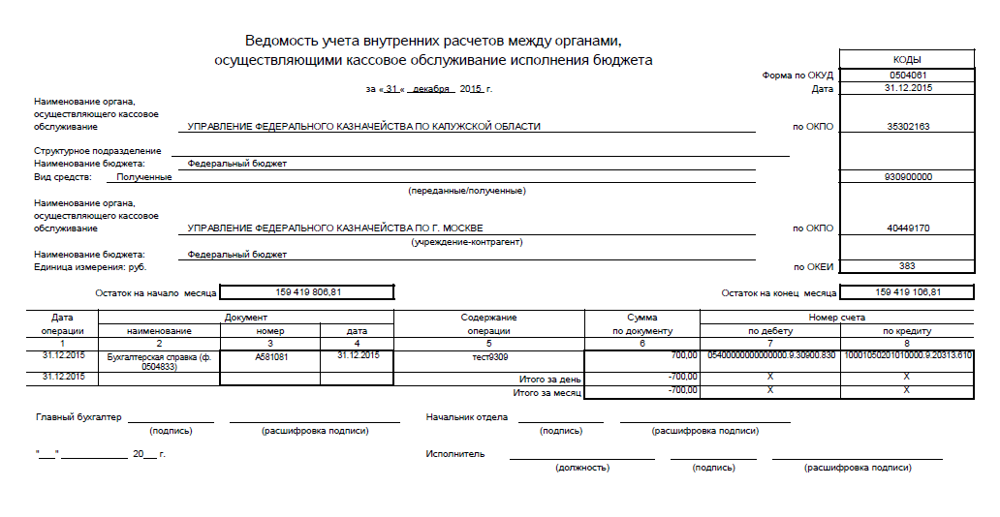 Ведомость учета внутренних расчетов между органами,
осуществляющими кассовое обслуживание исполнения бюджета
КОДЫ
Форма по ОКУД 0504061
за « 31 « декабря 2015 г. Дата 31.12.2015
Наименование органа,
осуществляющего кассовое
обслуживание УПРАВЛЕНИЕ ФЕДЕРАЛЬНОГО КАЗНАЧЕЙСТВА ПО КАЛУЖСКОЙ ОБЛАСТИ по ОКПО 35302163
Структурное подразделение
Наименование бюджета: Федеральный бюджет
Вид средств: Полученные 930900000
(переданные/полученные)
Наименование органа,
осуществляющего кассовое
обслуживание УПРАВЛЕНИЕ ФЕДЕРАЛЬНОГО КАЗНАЧЕЙСТВА ПО Г. МОСКВЕ по ОКПО 40449170
(учреждение-контрагент)
Наименование бюджета: Федеральный бюджет
Единица измерения: руб. по ОКЕИ 383
Остаток на начало месяца 159 419 806,81 Остаток на конец месяца 159 419 106,81
Дата Документ Содержание Сумма Номер счета
операции наименование номер дата операции по документу по дебету по кредиту
1 2 3 4 5 6 7 8
31.12.2015 Бухгалтерская справка (ф. А581081 31.12.2015 тест9309 700,00 05400000000000000.9.30900.830 10001050201010000.9.20313.610
0504833)
31.12.2015 Итого за день -700,00 X X
Итого за месяц -700,00 X X
Главный бухгалтер Начальник отдела
(подпись) (расшифровка подписи) (подпись) (расшифровка подписи)
"___" ____________ 20___ г. Исполнитель
(должность) (подпись) (расшифровка подписи)